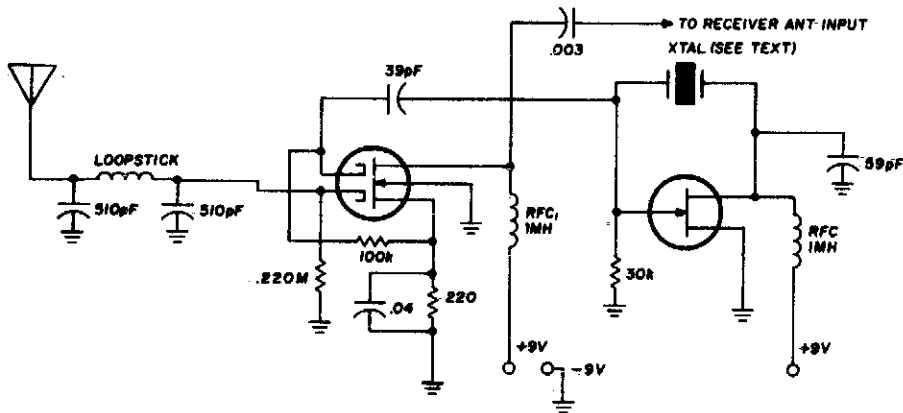 TO RECEIVER ANT INPUT
.003
XTAL (SEE TEXT)
39pF
LOOPSTICK
59pF
510pF
510pF
RFC,
1MH
RFC
1MH
100k
30k
.220M
.04
220
+9V
-9V
+9V